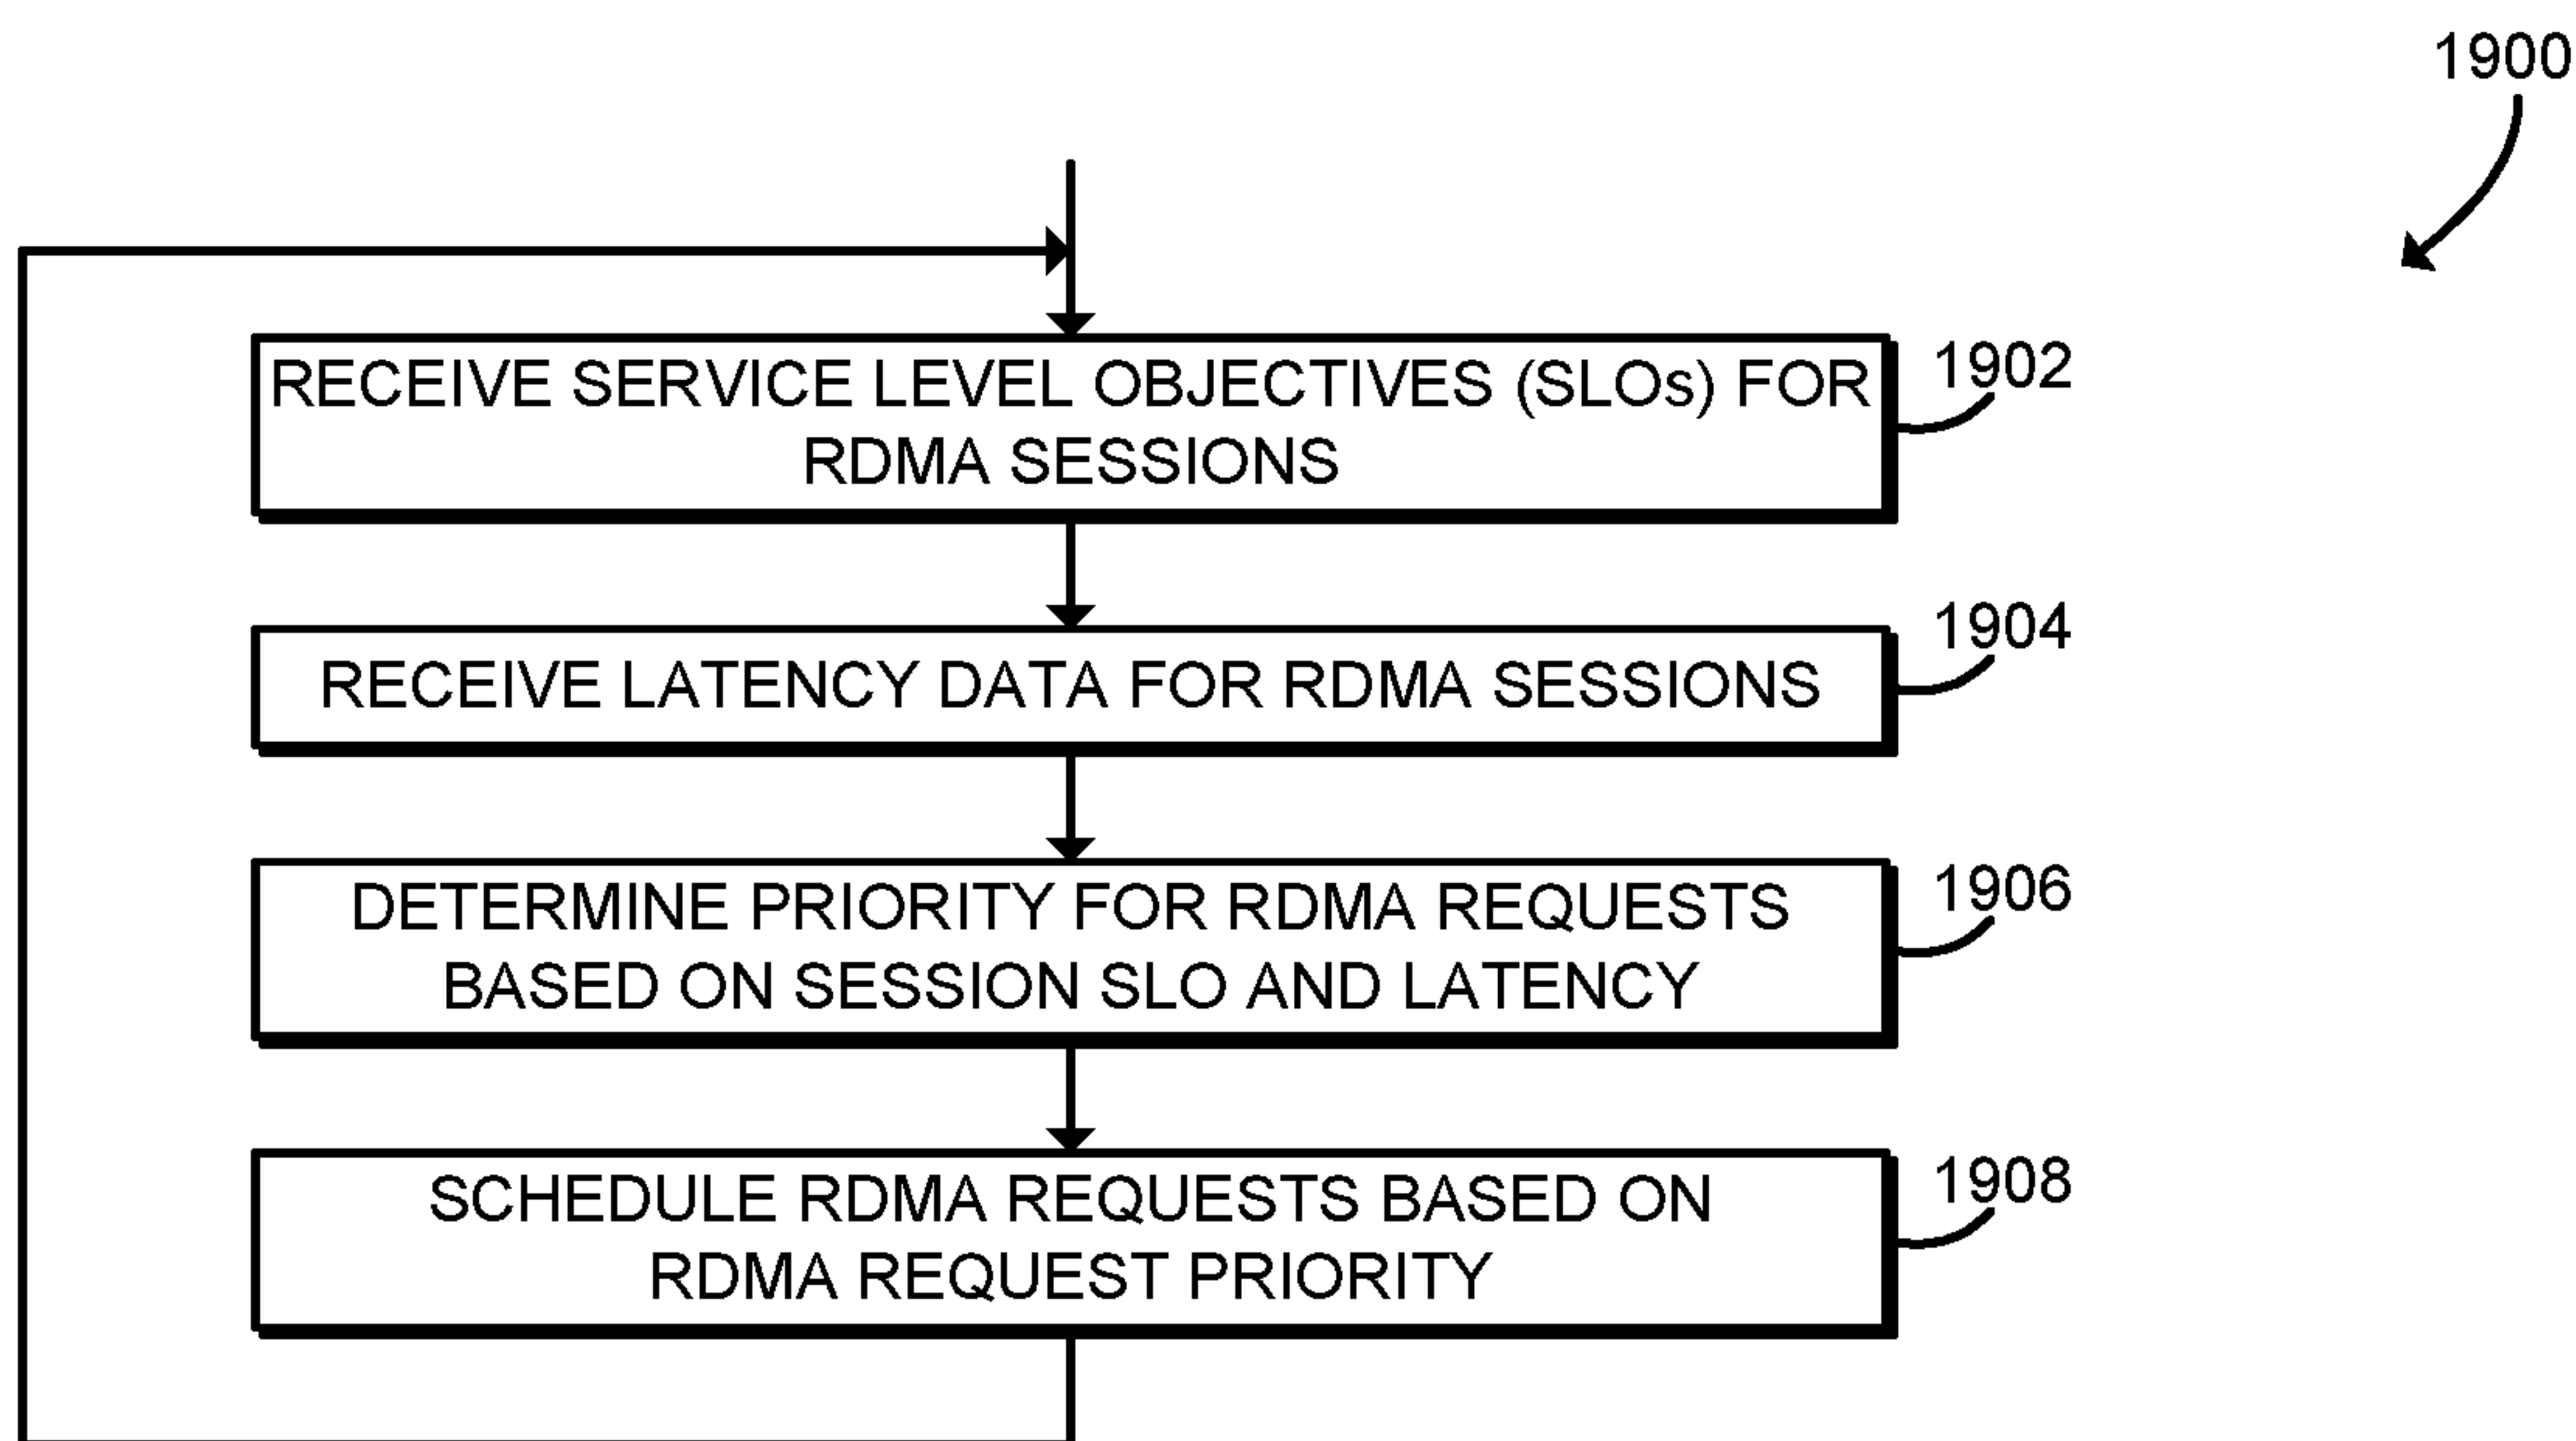 1900
RECEIVE SERVICE LEVEL OBJECTIVES (SLOs) FOR
RDMA SESSIONS
1902
RECEIVE LATENCY DATA FOR RDMA SESSIONS
1904
DETERMINE PRIORITY FOR RDMA REQUESTS
BASED ON SESSION SLO AND LATENCY
1906
SCHEDULE RDMA REQUESTS BASED ON
RDMA REQUEST PRIORITY
1908